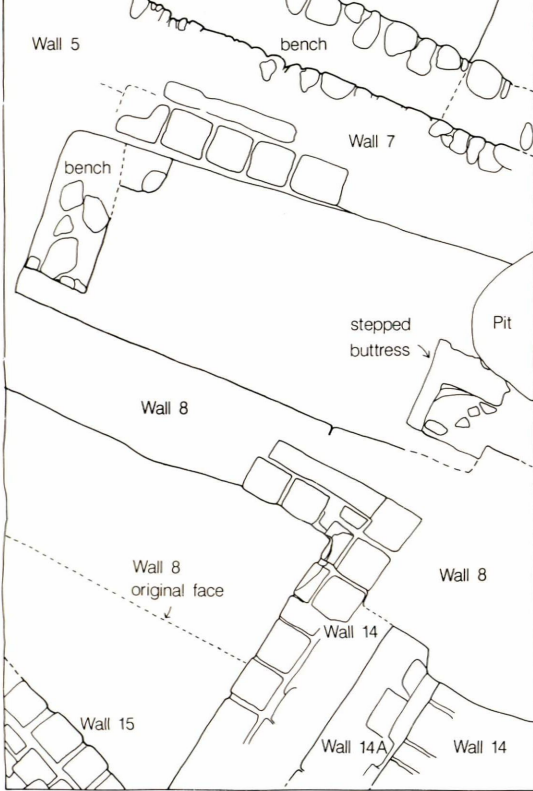 Wall 5
bench
Wall 7
bench
Pit
stepped
buttress
Wall 8
Wall 8
original face
Wall 8
Wall 14
Wall 15
Wall 14A
Wall 14